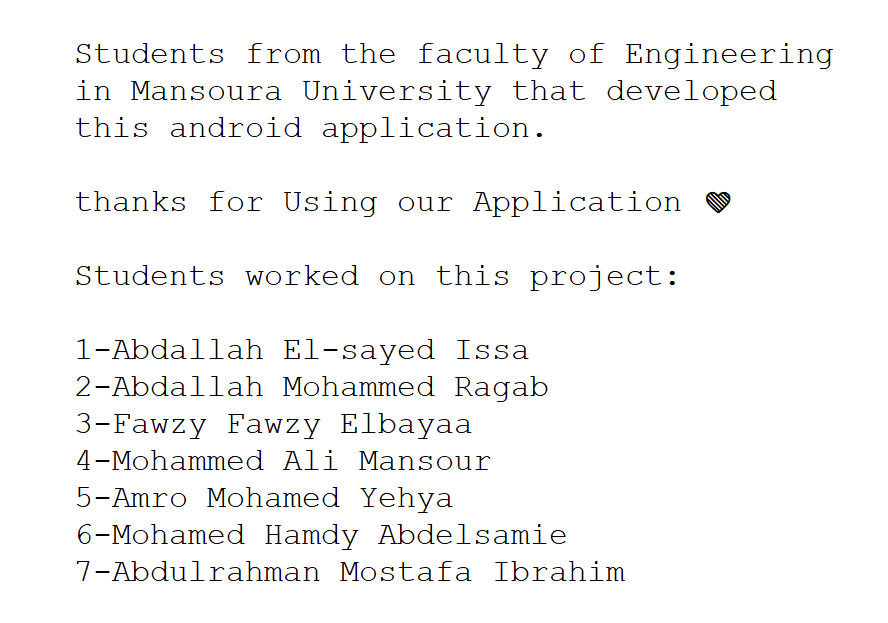 Students from the faculty of Engineering
in Mansoura University that developed
this android application.
thanks for Using our Application 💜
Students worked on this project:
1-Abdallah El-sayed Issa
2-Abdallah Mohammed Ragab
3-Fawzy Fawzy Elbayaa
4-Mohammed Ali Mansour
5-Amro Mohamed Yehya
6-Mohamed Hamdy Abdelsamie
7-Abdulrahman Mostafa Ibrahim